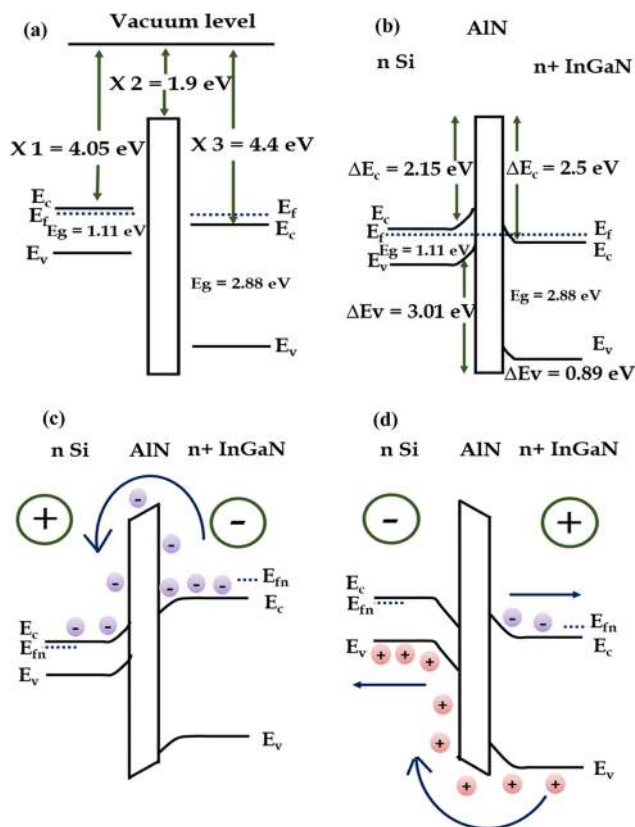 (a)
Vacuum level
X 2 = 1.9 eV
X 1 = 4.05 eV
X 3 = 4.4 eV
Ec
Ef
Eg = 1.11 eV
Ev
Ef
Ec
Eg = 2.88 eV
Ev
(b)
AlN
n Si
n+ InGaN
ΔEc = 2.15 eV
ΔEc = 2.5 eV
Ec
Ef
Eg = 1.11 eV
Ev
Ef
Ec
Eg = 2.88 eV
ΔEv = 3.01 eV
Ev
ΔEv = 0.89 eV
(c)
n Si AlN n+ InGaN
+
-
-
- - - -
- -
Efn
Ec
Ec
Efn
Ev
Ev
(d)
n Si AlN n+ InGaN
-
+
Ec
Efn
Ev
- -
Efn
Ec
+ + +
+
+
Ev
+ + +